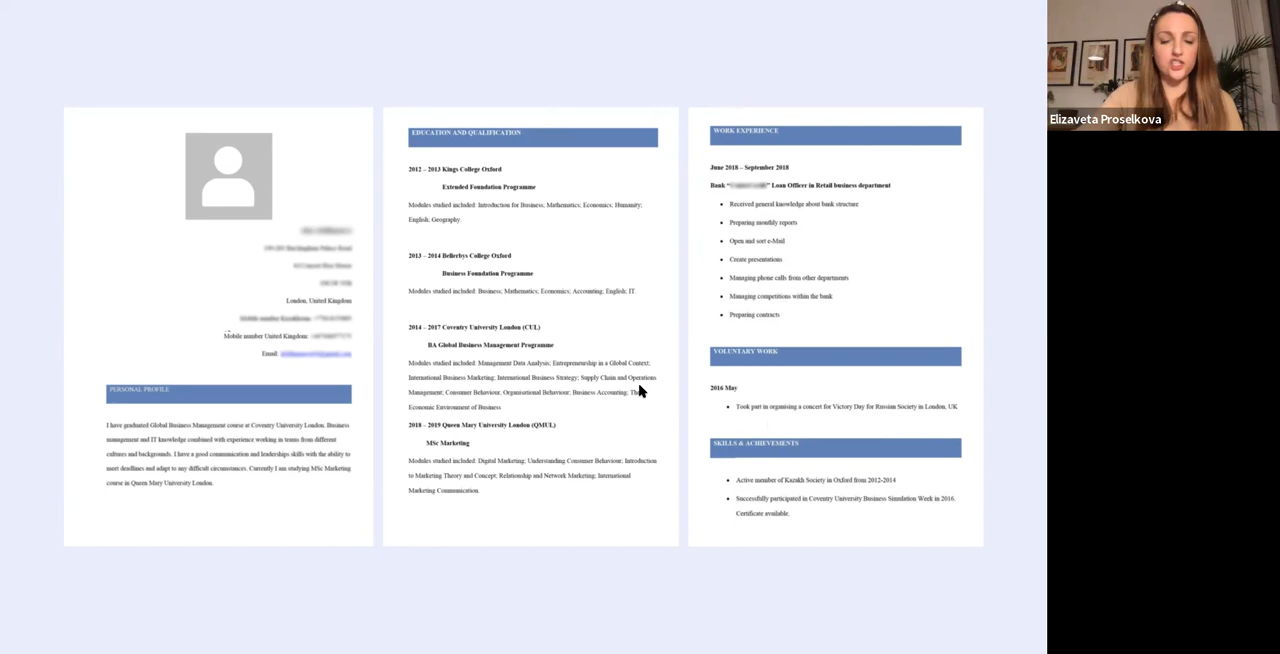 London, United Kingdom
Mobile number Kazakhstan:
Mobile number United Kingdom:
Email:
PERSONAL PROFILE
I have graduated Global Business Management course at Coventry University London. Business
management and IT knowledge combined with experience working in teams from different
cultures and backgrounds. I have a good communication and leaderships skills with the ability to
meet deadlines and adapt to any difficult circumstances. Currently I am studying MSc Marketing
course in Queen Mary University London.
EDUCATION AND QUALIFICATION
2012 – 2013 Kings College Oxford
Extended Foundation Programme
Modules studied included: Introduction for Business; Mathematics; Economics; Humanity;
English; Geography.
2013 – 2014 Bellerbys College Oxford
Business Foundation Programme
Modules studied included: Business; Mathematics; Economics; Accounting; English; IT.
2014 – 2017 Coventry University London (CUL)
BA Global Business Management Programme
Modules studied included: Management Data Analysis; Entrepreneurship in a Global Context;
International Business Marketing; International Business Strategy; Supply Chain and Operations
Management; Consumer Behaviour, Organisational Behaviour; Business Accounting; The
Economic Environment of Business
2018 – 2019 Queen Mary University London (QMUL)
MSc Marketing
Modules studied included: Digital Marketing; Understanding Consumer Behaviour; Introduction
to Marketing Theory and Concept; Relationship and Network Marketing; International
Marketing Communication.
WORK EXPERIENCE
June 2018 – September 2018
Bank “ ” Loan Officer in Retail business department
• Received general knowledge about bank structure
• Preparing monthly reports
• Open and sort e-Mail
• Create presentations
• Managing phone calls from other departments
• Managing competitions within the bank
• Preparing contracts
VOLUNTARY WORK
2016 May
• Took part in organising a concert for Victory Day for Russian Society in London, UK
SKILLS & ACHIEVEMENTS
• Active member of Kazakh Society in Oxford from 2012-2014
• Successfully participated in Coventry University Business Simulation Week in 2016.
Certificate available.
Elizaveta Proselkova